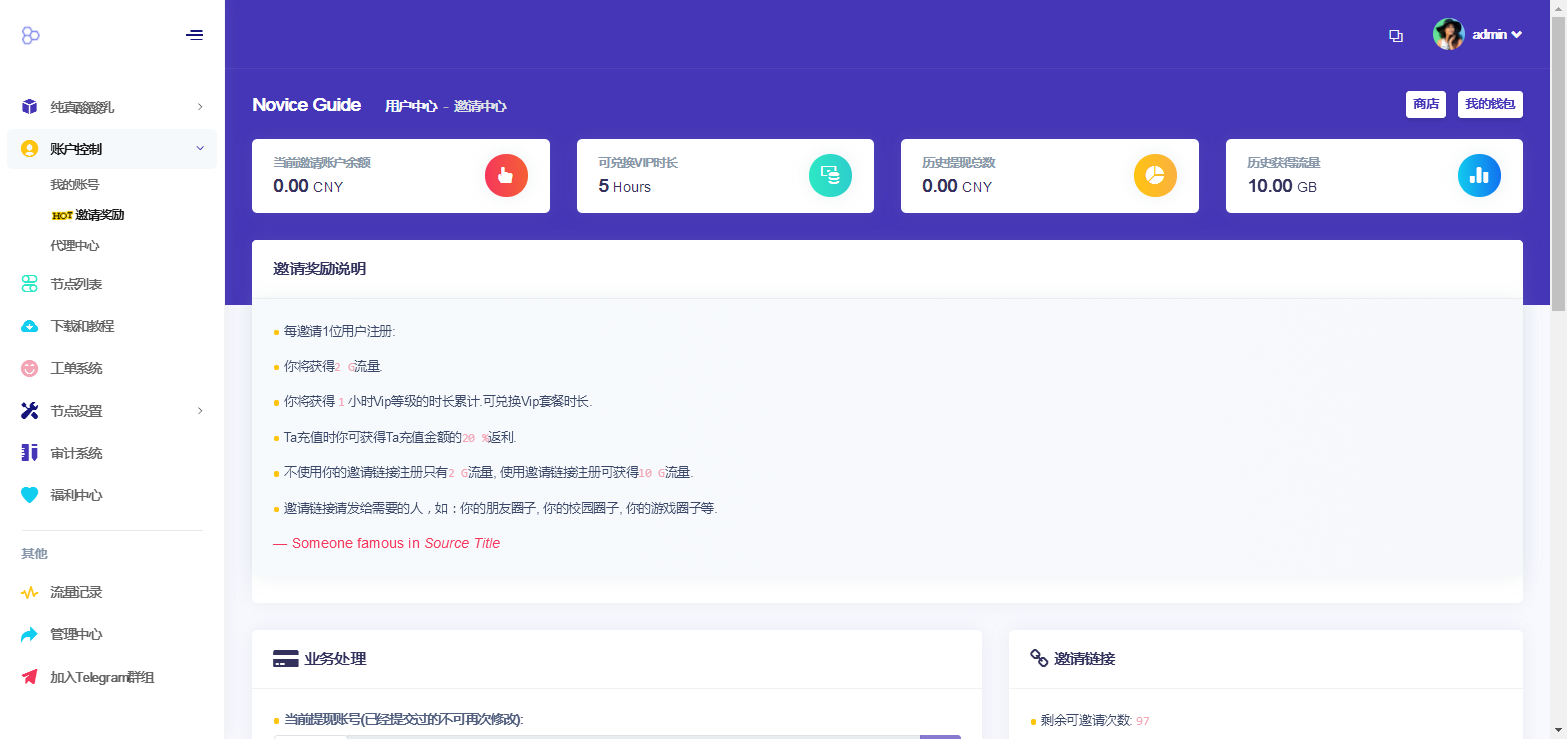 admin
纯真酸酸乳
账户控制
我的账号
HOT 邀请奖励
代理中心
节点列表
下载和教程
工单系统
节点设置
审计系统
福利中心
其他
流量记录
管理中心
加入Telegram群组
Novice Guide 用户中心 - 邀请中心
商店 我的钱包
当前邀请账户余额
0.00 CNY
可兑换VIP时长
5 Hours
历史提现总数
0.00 CNY
历史获得流量
10.00 GB
邀请奖励说明
每邀请1位用户注册:
你将获得2 G流量.
你将获得 1 小时Vip等级的时长累计.可兑换Vip套餐时长.
Ta充值时你可获得Ta充值金额的20 %返利.
不使用你的邀请链接注册只有2 G流量, 使用邀请链接注册可获得10 G流量.
邀请链接请发给需要的人，如：你的朋友圈子, 你的校园圈子, 你的游戏圈子等.
— Someone famous in Source Title
业务处理
当前提现账号(已经提交过的不可再次修改):
邀请链接
剩余可邀请次数: 97